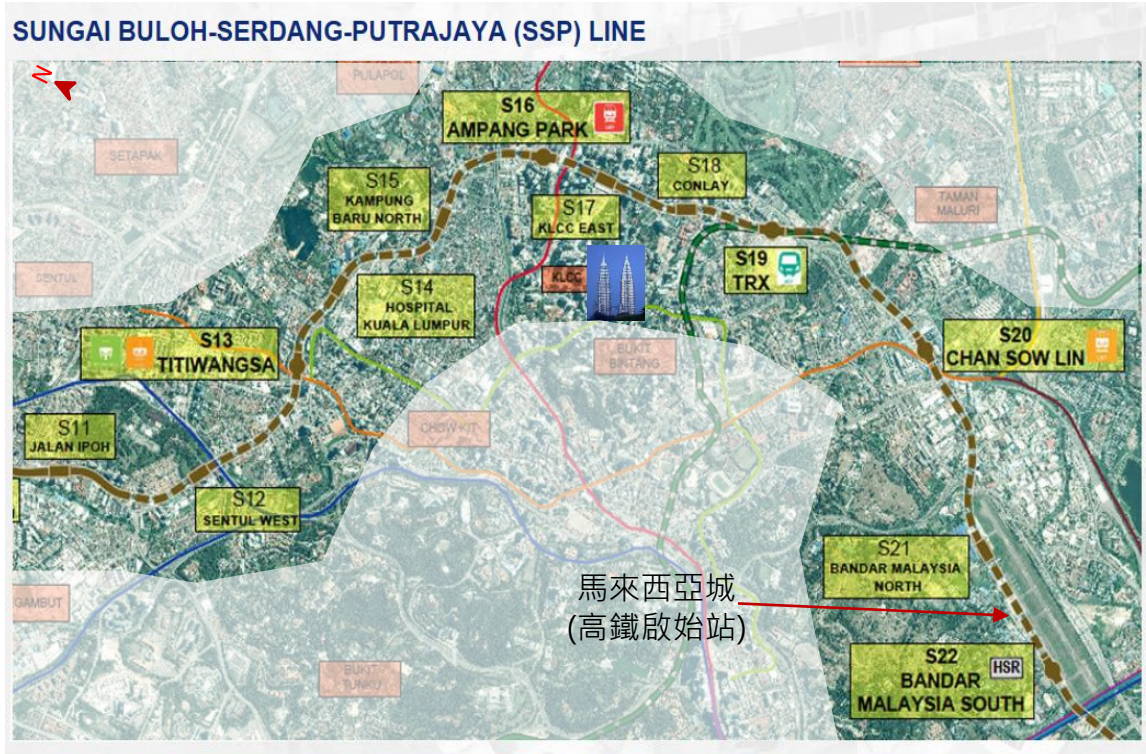 SUNGAI BULOH-SERDANG-PUTRAJAYA (SSP) LINE
N
PULAPOL
S16
AMPANG PARK
SETAPAK
S15
KAMPUNG
BARU NORTH
S18
CONLAY
S17
KLCC EAST
TAMAN
MALURI
SENTUL
S14
HOSPITAL
KUALA LUMPUR
KLCC
S19
TRX
S13
TITIWANGSA
BUKIT
BINTANG
S20
CHAN SOW LIN
S11
JALAN IPOH
CHOW KIT
S12
SENTUL WEST
S21
BANDAR MALAYSIA
NORTH
馬來西亞城
(高鐵啟始站)
GAMBUT
BUKIT
TUNKU
S22
HSR
BANDAR
MALAYSIA SOUTH